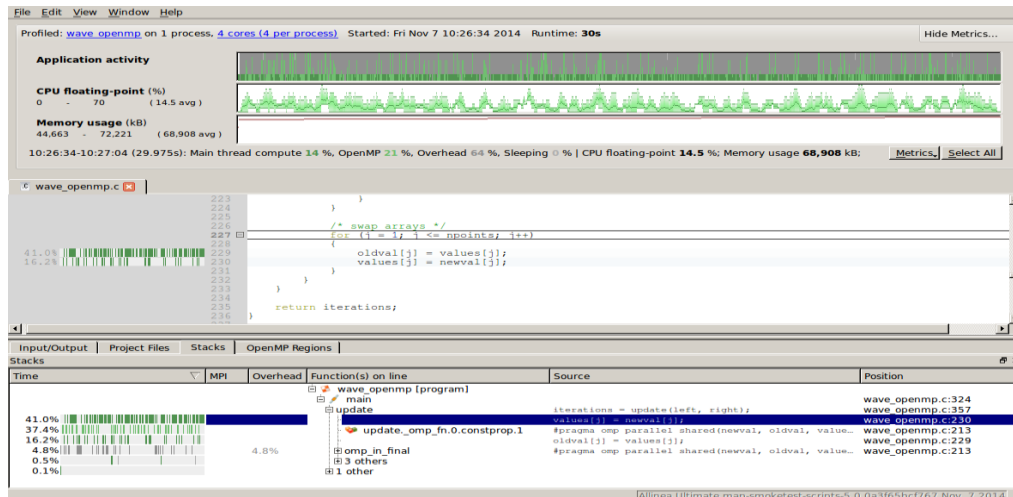 File Edit View Window Help
Profiled: wave_openmp on 1 process, 4 cores (4 per process) Started: Fri Nov 7 10:26:34 2014 Runtime: 30s Hide Metrics...
Application activity
CPU floating-point (%)
0 - 70 (14.5 avg)
Memory usage (kB)
44,663 - 72,221 (68,908 avg)
10:26:34-10:27:04 (29.975s): Main thread compute 14 %, OpenMP 21 %, Overhead 64 %, Sleeping 0 % | CPU floating-point 14.5 %; Memory usage 68,908 kB; Metrics, Select All
wave_openmp.c
223 }
224 }
225
226 /* swap arrays */
227 for (j = 1; j <= npoints; j++)
228 {
41.0% 229 oldval[j] = values[j];
16.2% 230 values[j] = newval[j];
231 }
232 }
233 }
234
235 return iterations;
236 }
Input/Output Project Files Stacks OpenMP Regions
Stacks
Time MPI Overhead Function(s) on line Source Position
wave_openmp [program]
main wave_openmp.c:324
update iterations = update(left, right); wave_openmp.c:357
41.0% values[j] = newval[j]; wave_openmp.c:230
37.4% update._omp_fn.0.constprop.1 #pragma omp parallel shared(newval, oldval, value... wave_openmp.c:213
16.2% oldval[j] = values[j]; wave_openmp.c:229
4.8% 4.8% omp_in_final #pragma omp parallel shared(newval, oldval, value... wave_openmp.c:213
0.5% 3 others
0.1% 1 other